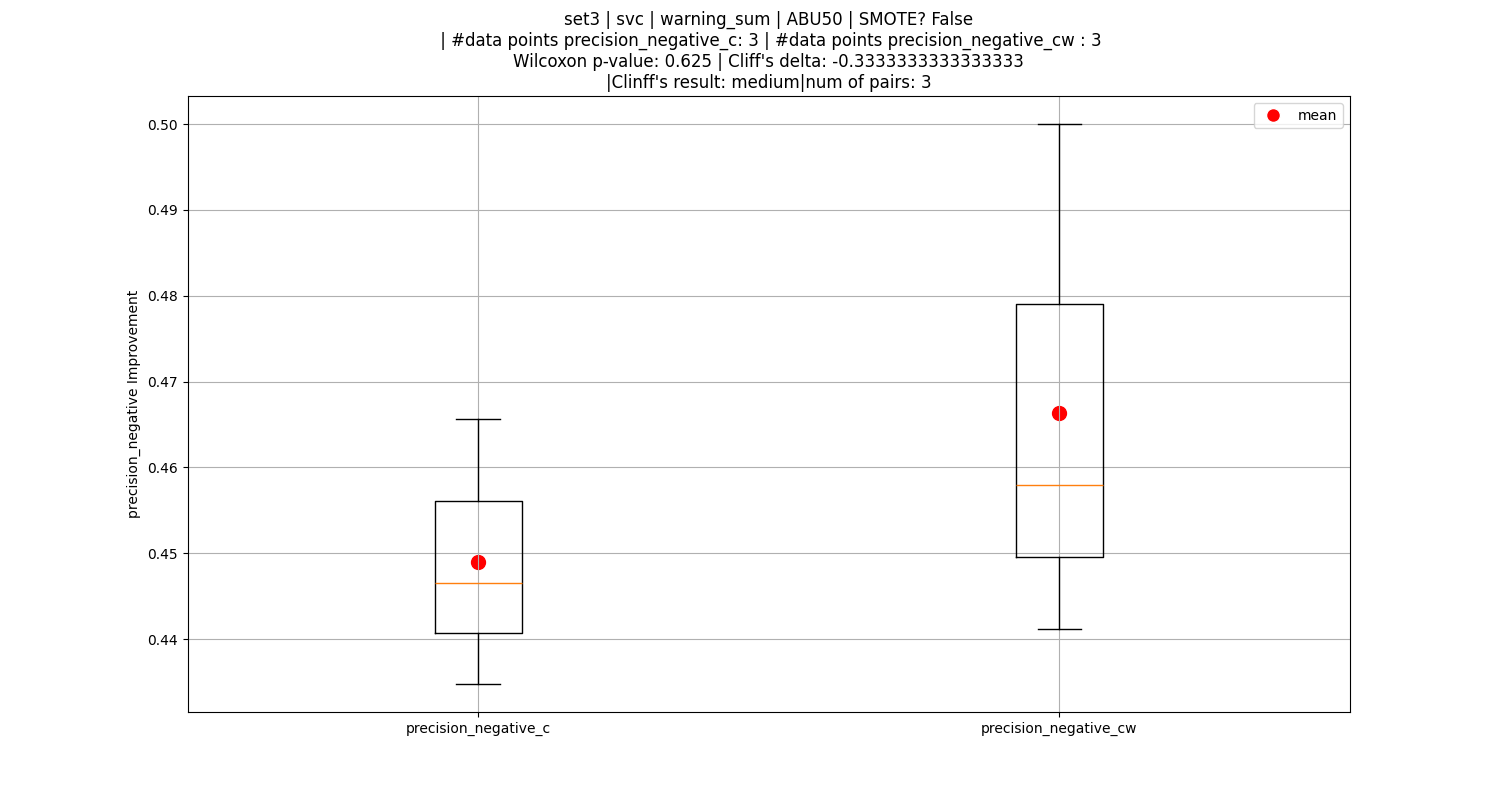 set3 | svc | warning_sum | ABU50 | SMOTE? False
| #data points precision_negative_c: 3 | #data points precision_negative_cw : 3
Wilcoxon p-value: 0.625 | Cliff's delta: -0.3333333333333333
|Clinff's result: medium|num of pairs: 3
mean
0.50
0.49
0.48
0.47
0.46
0.45
0.44
precision_negative Improvement
precision_negative_c
precision_negative_cw